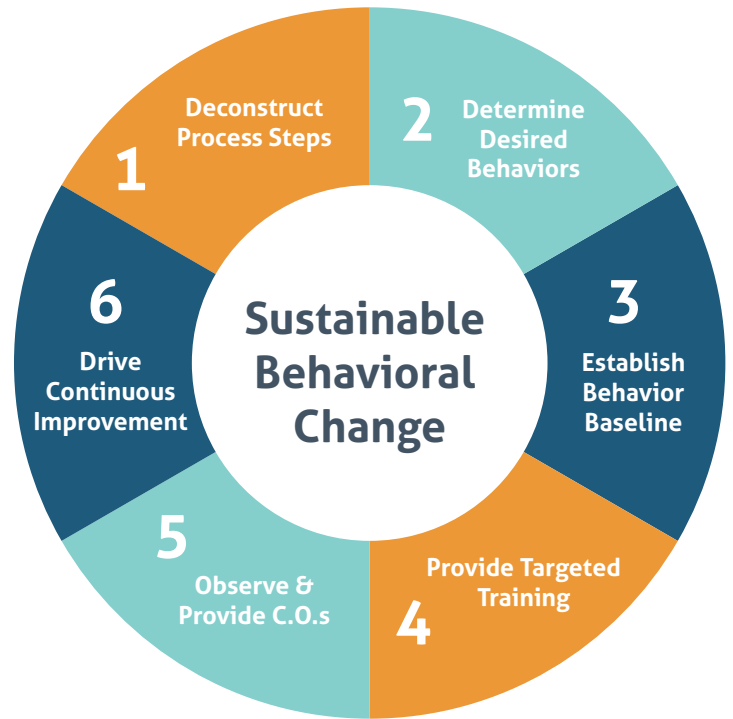 1
Deconstruct
Process Steps
2
Determine
Desired
Behaviors
3
Establish
Behavior
Baseline
4
Provide Targeted
Training
5
Observe &
Provide C.O.s
6
Drive
Continuous
Improvement
Sustainable
Behavioral
Change